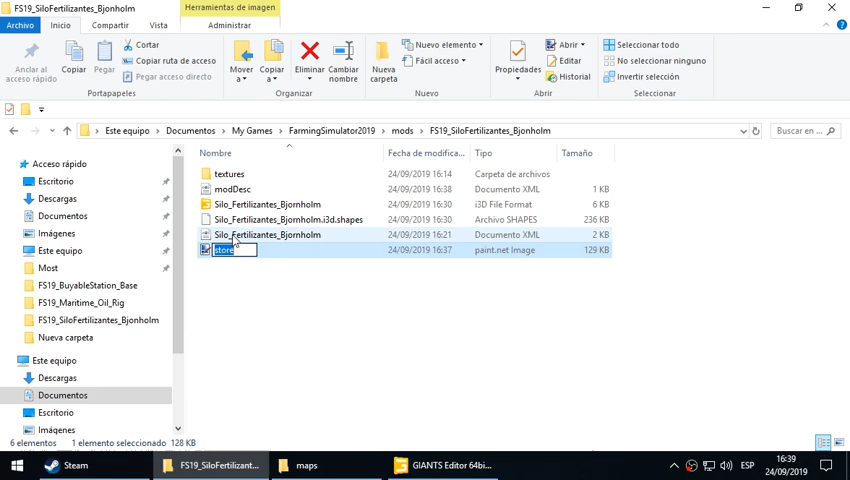 FS19_SiloFertilizantes_Bjonholm
Herramientas de imagen
Archivo Inicio Compartir Vista Administrar
Anclar al acceso rápido
Copiar
Pegar
Cortar
Copiar ruta de acceso
Pegar acceso directo
Portapapeles
Mover a
Copiar a
Eliminar
Cambiar nombre
Organizar
Nueva carpeta
Nuevo elemento
Fácil acceso
Nuevo
Propiedades
Abrir
Editar
Historial
Abrir
Seleccionar todo
No seleccionar ninguno
Invertir selección
Seleccionar
Este equipo > Documentos > My Games > FarmingSimulator2019 > mods > FS19_SiloFertilizantes_Bjonholm
Buscar en ...
Nombre Fecha de modifica... Tipo Tamaño
textures 24/09/2019 16:14 Carpeta de archivos
modDesc 24/09/2019 16:38 Documento XML 1 KB
Silo_Fertilizantes_Bjornholm 24/09/2019 16:30 i3D File Format 6 KB
Silo_Fertilizantes_Bjornholm.i3d.shapes 24/09/2019 16:30 Archivo SHAPES 236 KB
Silo_Fertilizantes_Bjornholm 24/09/2019 16:21 Documento XML 2 KB
store 24/09/2019 16:37 paint.net Image 129 KB
Acceso rápido
Escritorio
Descargas
Documentos
Imágenes
Este equipo
Most
FS19_BuyableStation_Base
FS19_Maritime_Oil_Rig
FS19_SiloFertilizantes_Bjonholm
Nueva carpeta
Este equipo
Descargas
Documentos
Escritorio
Imágenes
6 elementos 1 elemento seleccionado 128 KB
Steam
FS19_SiloFertilizant...
maps
GIANTS Editor 64bi...
ESP
16:39
24/09/2019